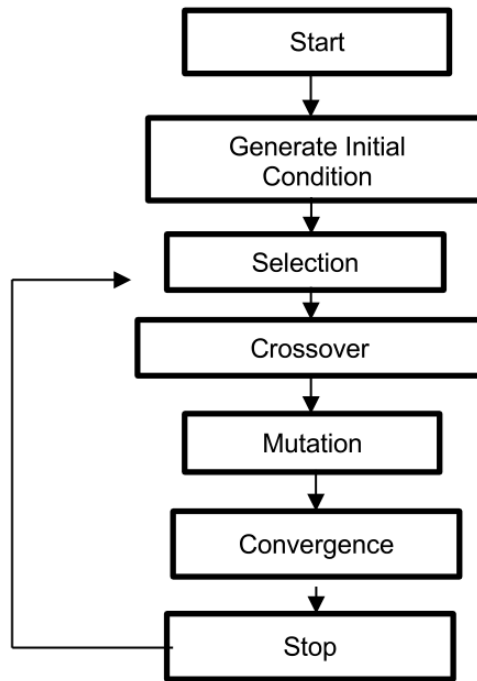 Start
Generate Initial
Condition
Selection
Crossover
Mutation
Convergence
Stop